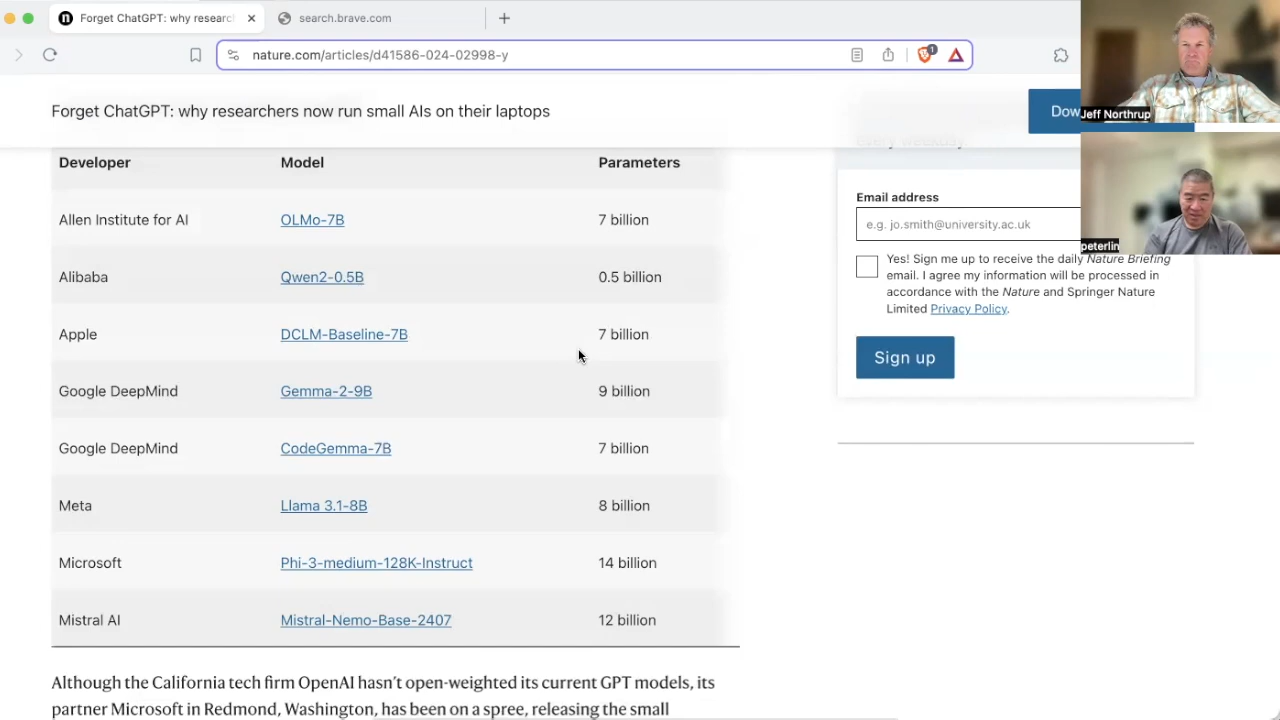 Forget ChatGPT: why researc
search.brave.com
nature.com/articles/d41586-024-02998-y
1
Forget ChatGPT: why researchers now run small AIs on their laptops
Dow
Jeff Northrup
every weekday.
Developer Model Parameters
Allen Institute for AI OLMo-7B 7 billion
Alibaba Qwen2-0.5B 0.5 billion
Apple DCLM-Baseline-7B 7 billion
Google DeepMind Gemma-2-9B 9 billion
Google DeepMind CodeGemma-7B 7 billion
Meta Llama 3.1-8B 8 billion
Microsoft Phi-3-medium-128K-Instruct 14 billion
Mistral AI Mistral-Nemo-Base-2407 12 billion
Although the California tech firm OpenAI hasn't open-weighted its current GPT models, its
partner Microsoft in Redmond, Washington, has been on a spree, releasing the small
Email address
e.g. jo.smith@university.ac.uk
peterlin
Yes! Sign me up to receive the daily Nature Briefing
email. I agree my information will be processed in
accordance with the Nature and Springer Nature
Limited Privacy Policy.
Sign up